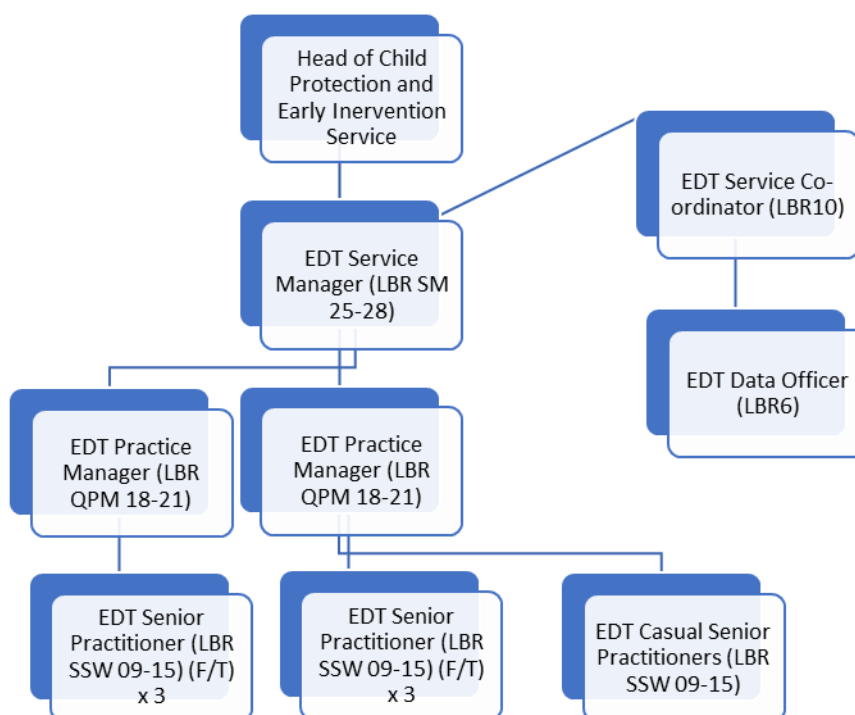 Head of Child
Protection and
Early Inervention
Service
EDT Service Co-
ordinator (LBR10)
EDT Service
Manager (LBR SM
25-28)
EDT Data Officer
(LBR6)
EDT Practice
Manager (LBR
QPM 18-21)
EDT Practice
Manager (LBR
QPM 18-21)
EDT Senior
Practitioner (LBR
SSW 09-15) (F/T)
x 3
EDT Senior
Practitioner (LBR
SSW 09-15) (F/T)
x 3
EDT Casual Senior
Practitioners (LBR
SSW 09-15)